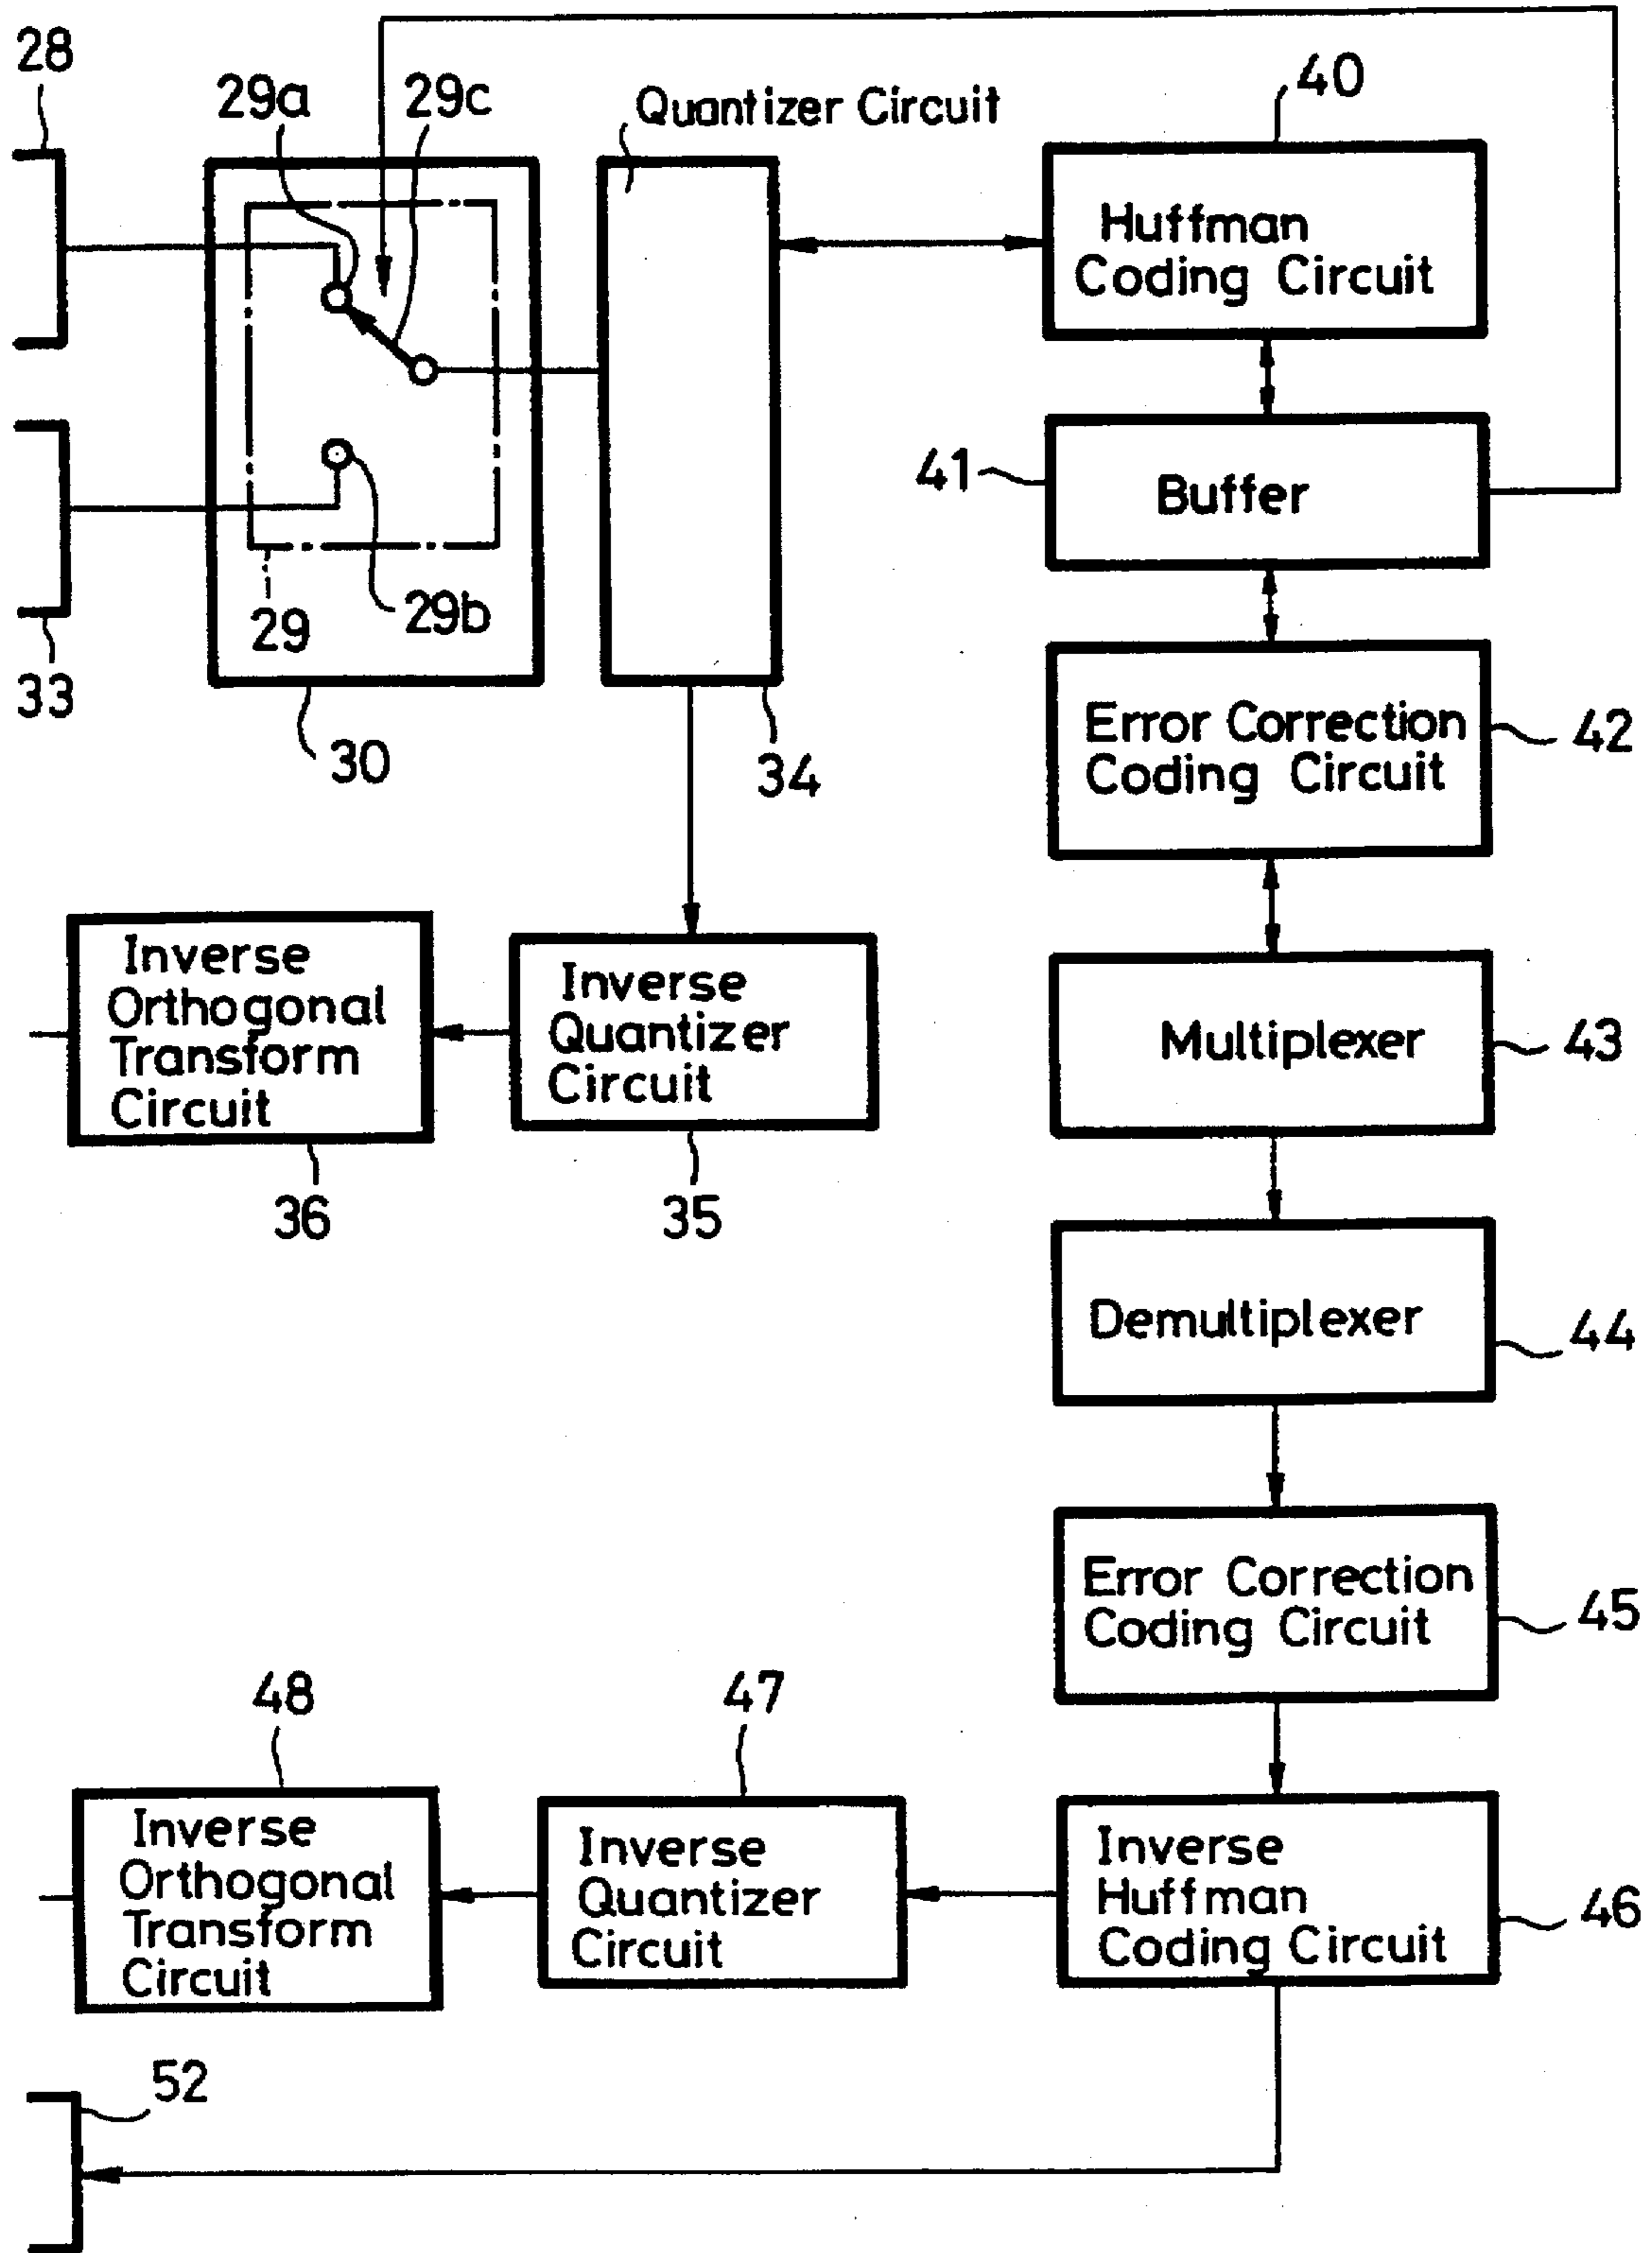 28
29a
29c
Quantizer Circuit
40
Huffman
Coding Circuit
41
Buffer
29
29b
33
30
34
Error Correction
Coding Circuit
42
Inverse
Orthogonal
Transform
Circuit
36
Inverse
Quantizer
Circuit
35
Multiplexer
43
Demultiplexer
44
Error Correction
Coding Circuit
45
48
Inverse
Orthogonal
Transform
Circuit
47
Inverse
Quantizer
Circuit
Inverse
Huffman
Coding Circuit
46
52